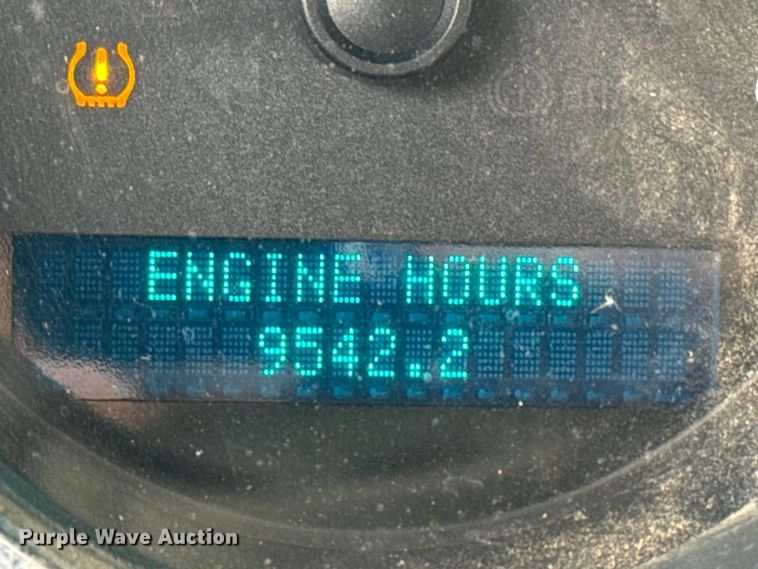 ENGINE HOURS
9542.2
Purple Wave Auction